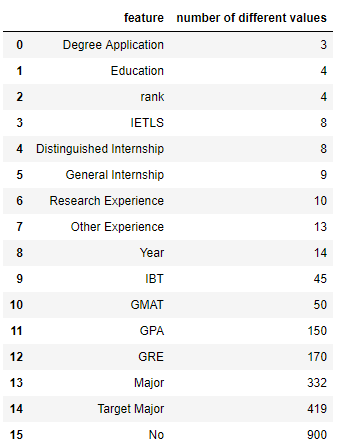 feature number of different values
0 Degree Application 3
1 Education 4
2 rank 4
3 IETLS 8
4 Distinguished Internship 8
5 General Internship 9
6 Research Experience 10
7 Other Experience 13
8 Year 14
9 IBT 45
10 GMAT 50
11 GPA 150
12 GRE 170
13 Major 332
14 Target Major 419
15 No 900